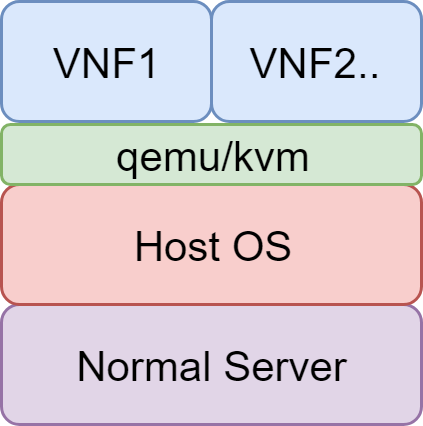 VNF1
VNF2..
qemu/kvm
Host OS
Normal Server